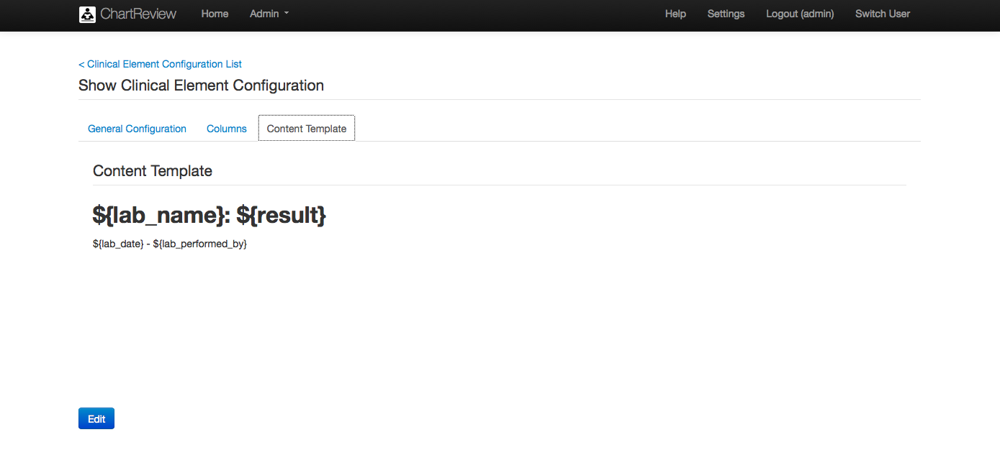 ChartReview Home Admin Help Settings Logout (admin) Switch User
< Clinical Element Configuration List
Show Clinical Element Configuration
General Configuration Columns Content Template
Content Template
${lab_name}: ${result}
${lab_date} - ${lab_performed_by}
Edit